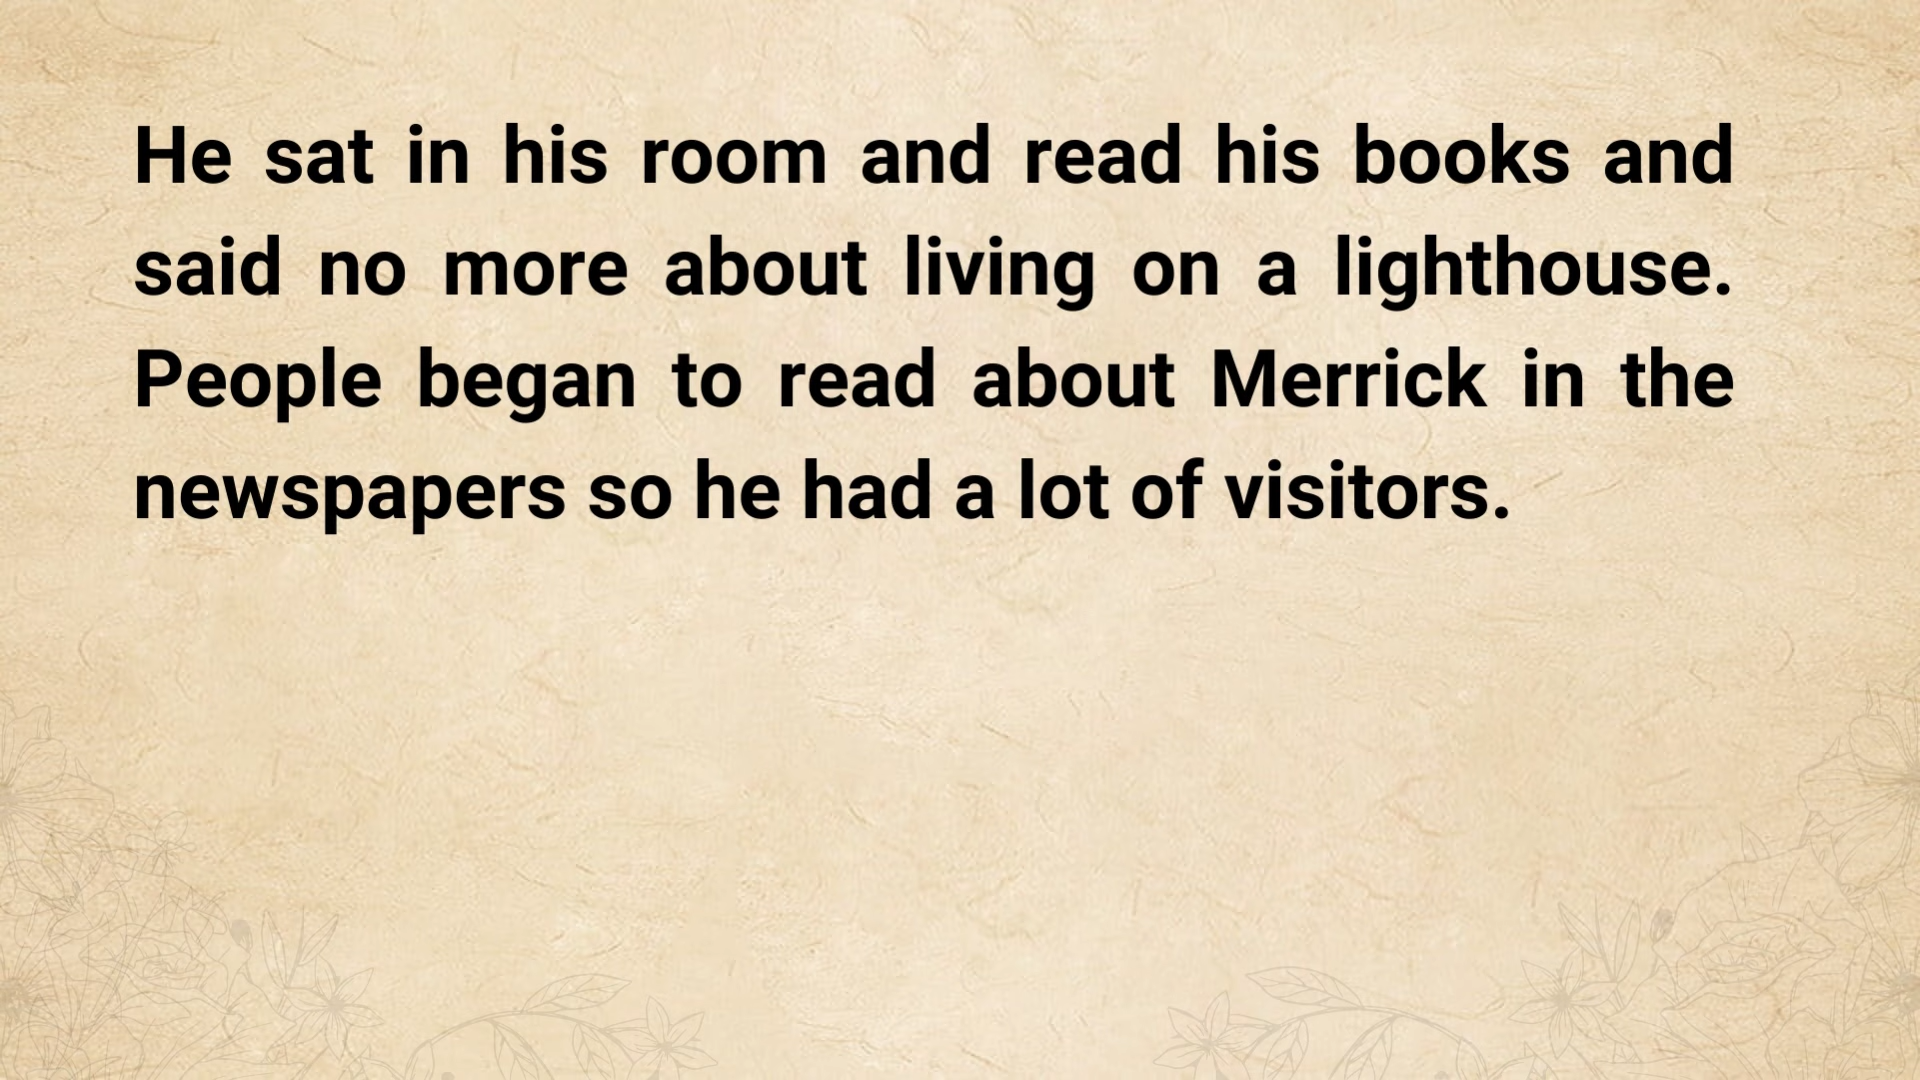 He sat in his room and read his books and
said no more about living on a lighthouse.
People began to read about Merrick in the
newspapers so he had a lot of visitors.